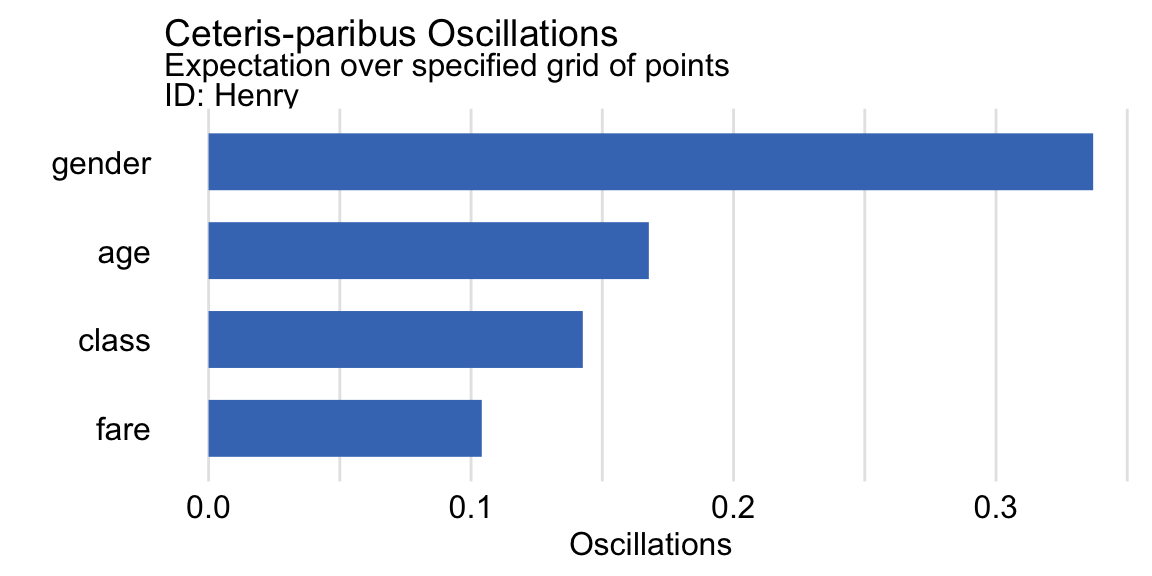 Ceteris-paribus Oscillations
Expectation over specified grid of points
ID: Henry
gender
age
class
fare
0.0 0.1 0.2 0.3
Oscillations